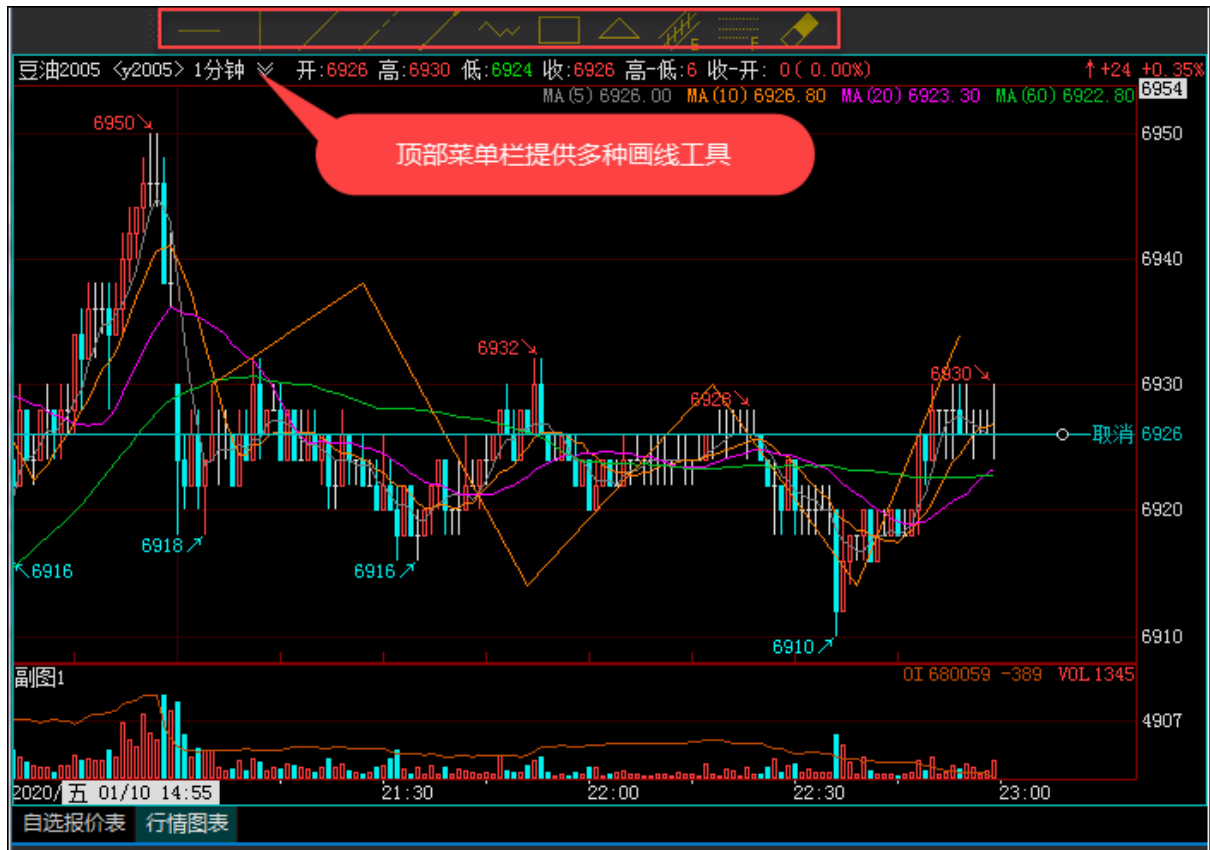 E F
豆油2005 <y2005> 1分钟 开:6926 高:6930 低:6924 收:6926 高-低:6 收-开: 0( 0.00%) ↑+24 +0.35%
MA(5) 6926.00 MA(10) 6926.80 MA(20) 6923.30 MA(60) 6922.80 6954
6950
6950
顶部菜单栏提供多种画线工具
6940
6932
6930
6930
6928
取消 6926
6920
6918
6916
6916
6910
6910
副图1 OI 680059 -389 VOL 1345
4907
2020/ 五 01/10 14:55 21:30 22:00 22:30 23:00
自选报价表 行情图表